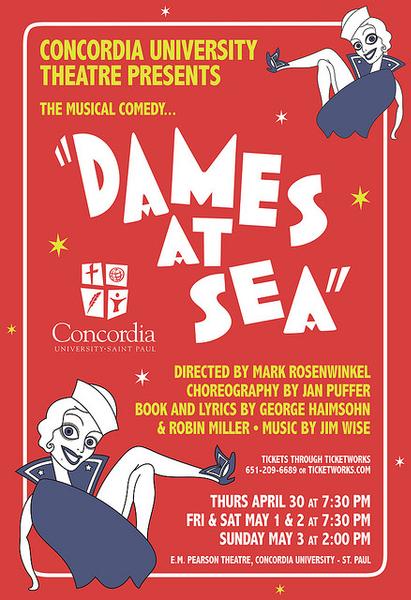 CONCORDIA UNIVERSITY
THEATRE PRESENTS
THE MUSICAL COMEDY...
"DAMES
AT
SEA"
Concordia
UNIVERSITY·SAINT PAUL
DIRECTED BY MARK ROSENWINKEL
CHOREOGRAPHY BY JAN PUFFER
BOOK AND LYRICS BY GEORGE HAIMSOHN
& ROBIN MILLER • MUSIC BY JIM WISE
TICKETS THROUGH TICKETWORKS
651-209-6689 OR TICKETWORKS.COM
THURS APRIL 30 AT 7:30 PM
FRI & SAT MAY 1 & 2 AT 7:30 PM
SUNDAY MAY 3 AT 2:00 PM
E.M. PEARSON THEATRE, CONCORDIA UNIVERSITY - ST. PAUL